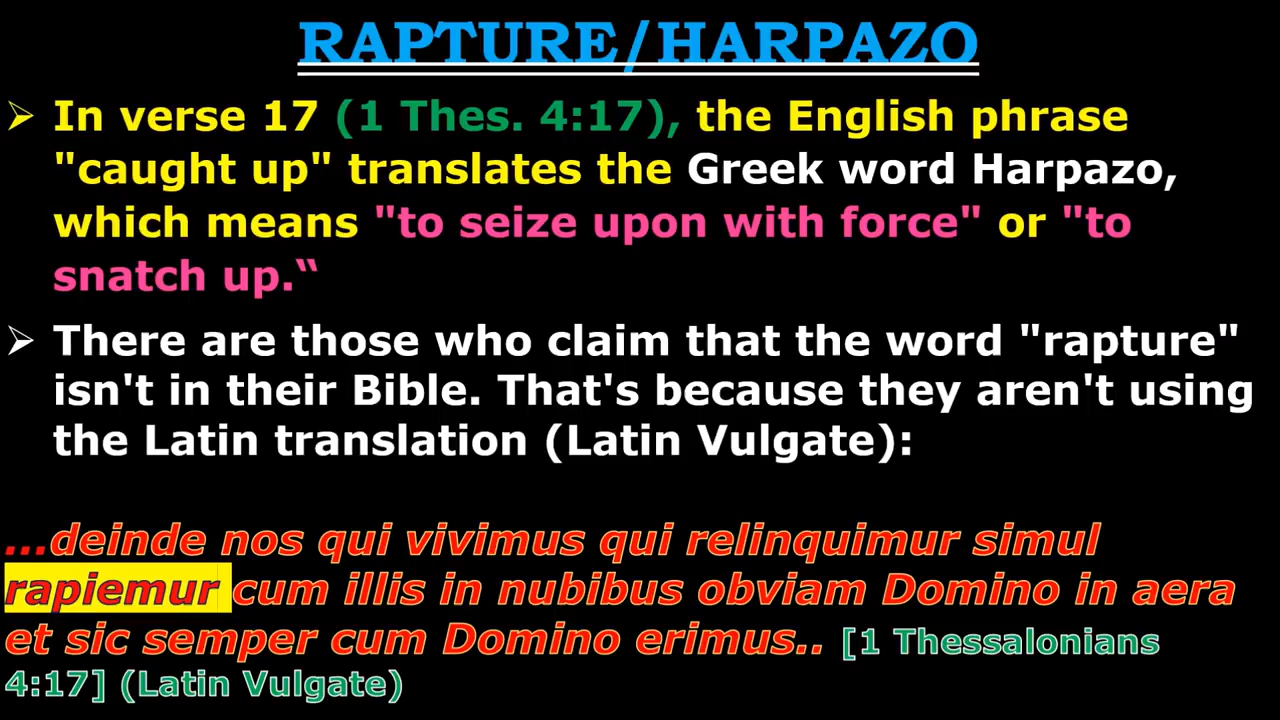 RAPTURE/HARPAZO
➢ In verse 17 (1 Thes. 4:17), the English phrase
"caught up" translates the Greek word Harpazo,
which means "to seize upon with force" or "to
snatch up.“
➢ There are those who claim that the word "rapture"
isn't in their Bible. That's because they aren't using
the Latin translation (Latin Vulgate):
...deinde nos qui vivimus qui relinquimur simul
rapiemur cum illis in nubibus obviam Domino in aera
et sic semper cum Domino erimus.. [1 Thessalonians
4:17] (Latin Vulgate)